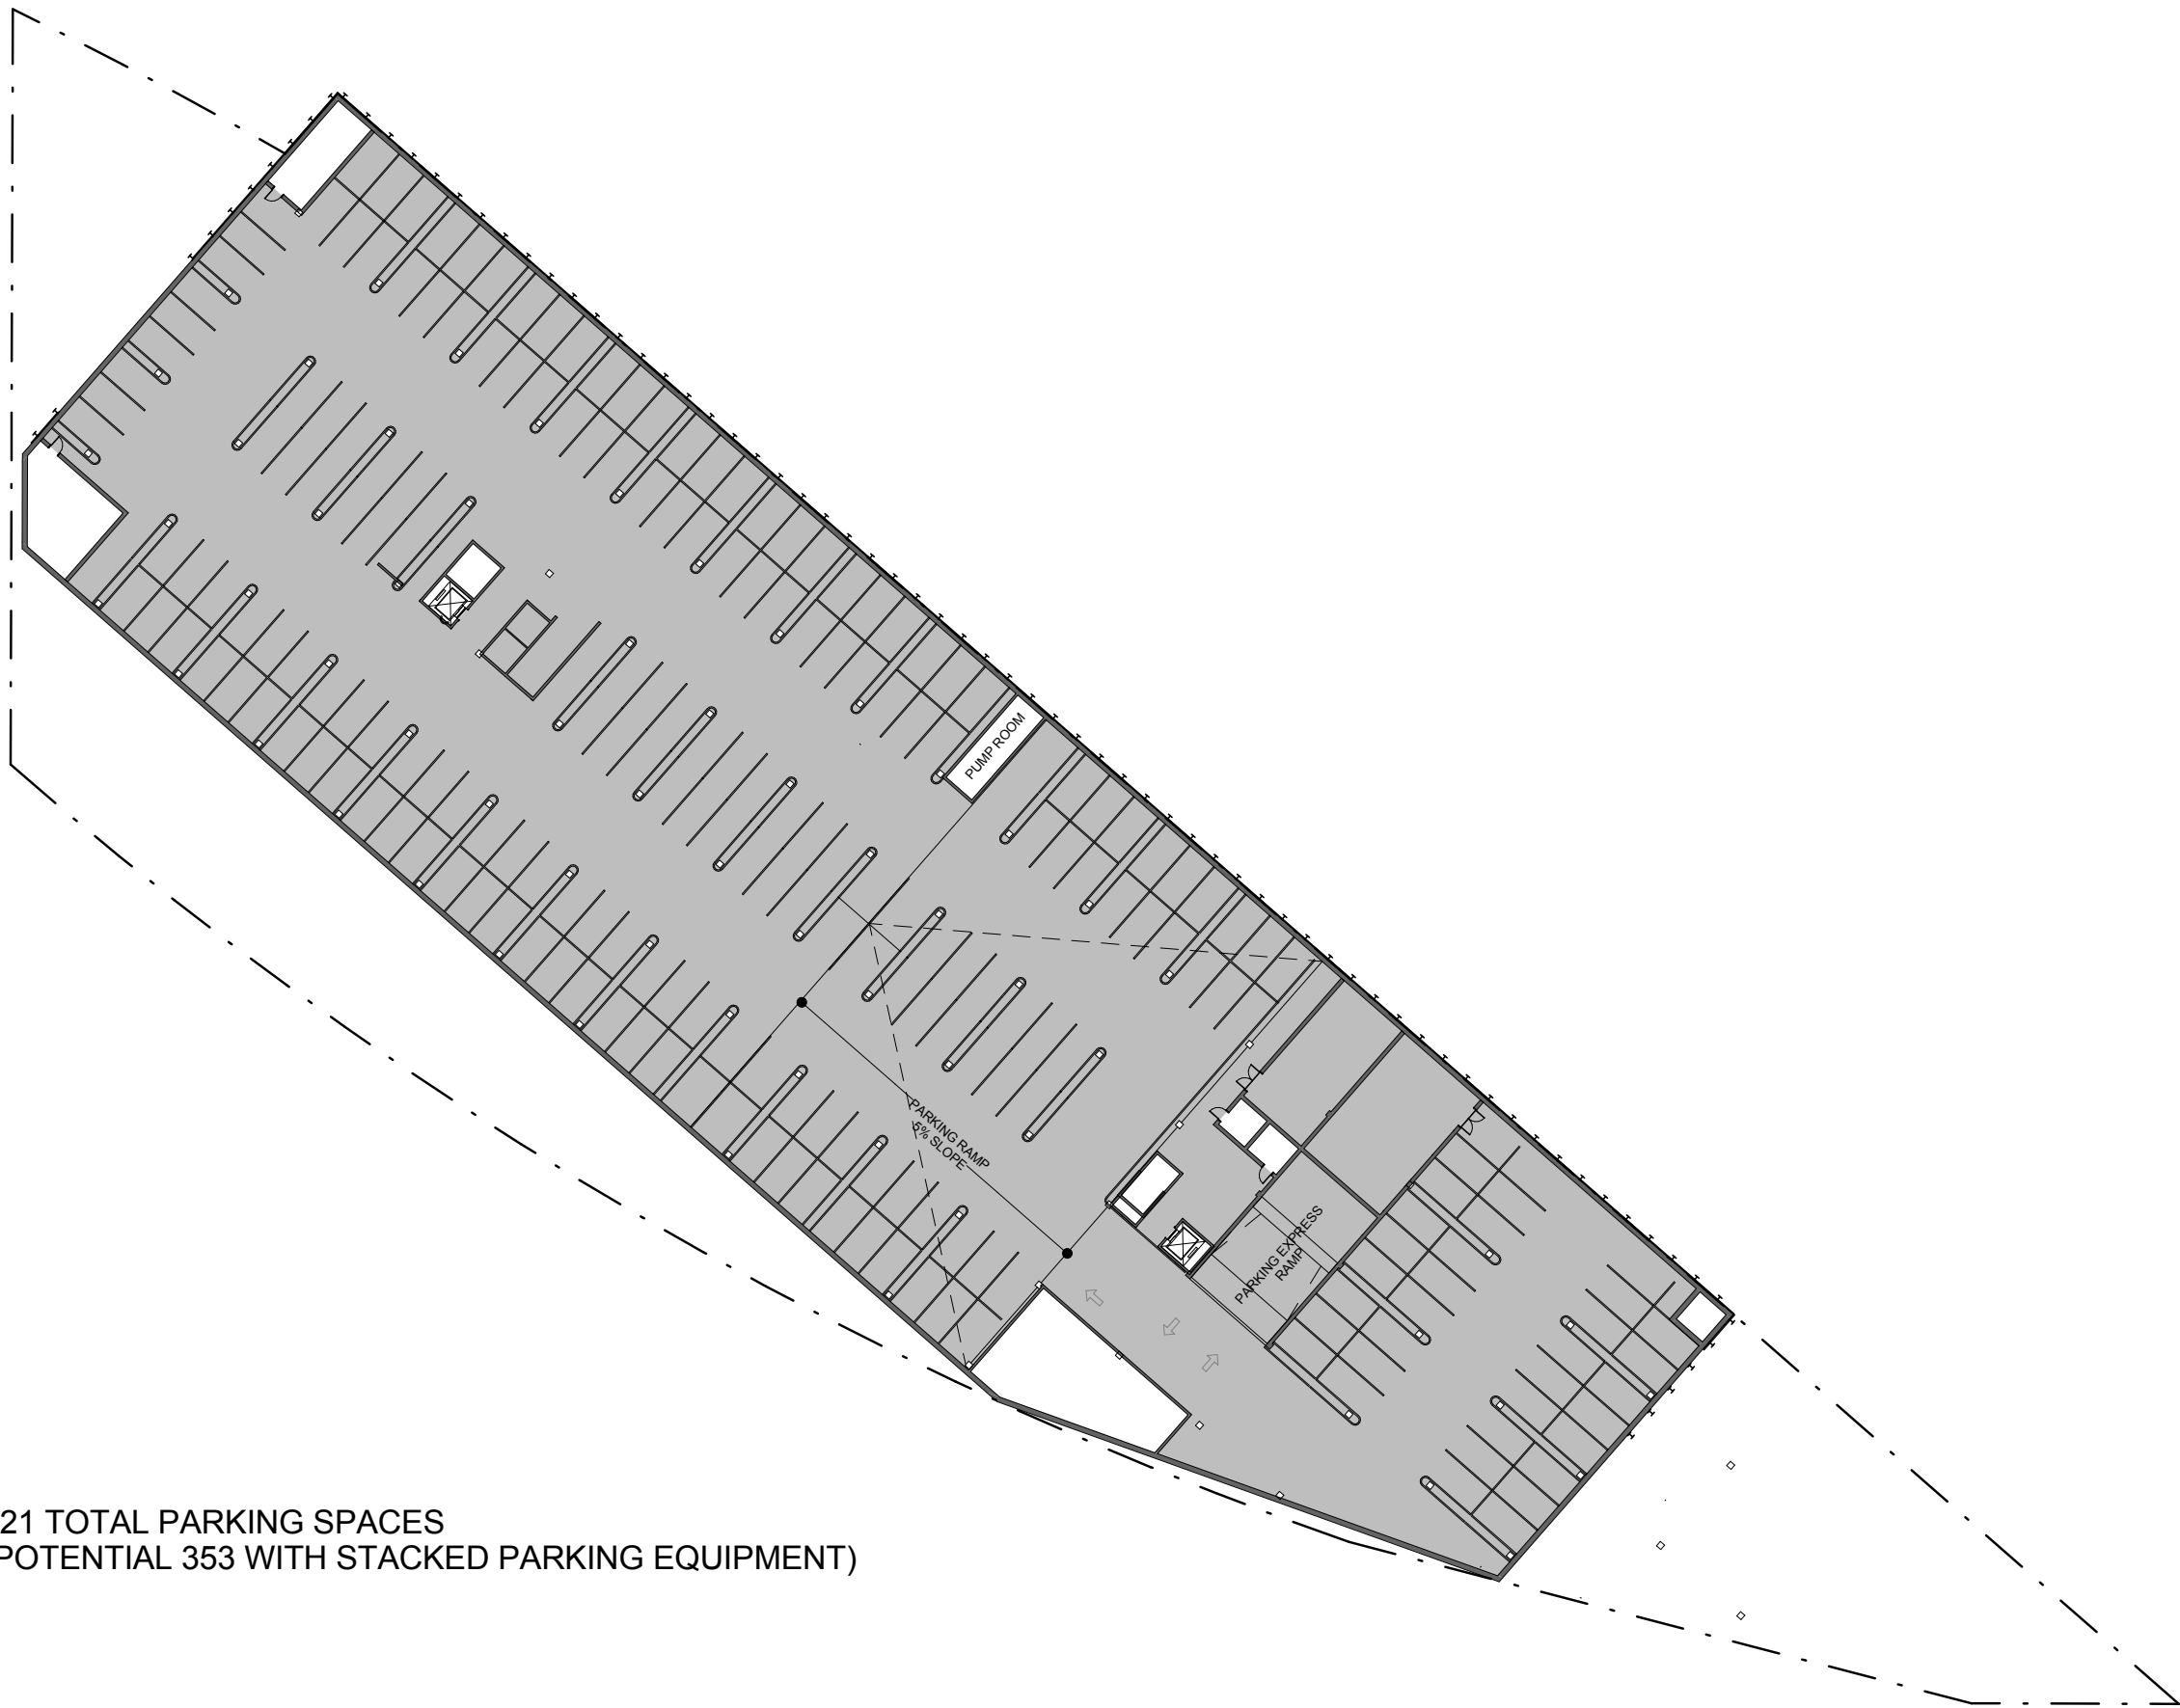 PUMP ROOM
PARKING RAMP
5% SLOPE
PARKING EXPRESS
RAMP
21 TOTAL PARKING SPACES
POTENTIAL 353 WITH STACKED PARKING EQUIPMENT)